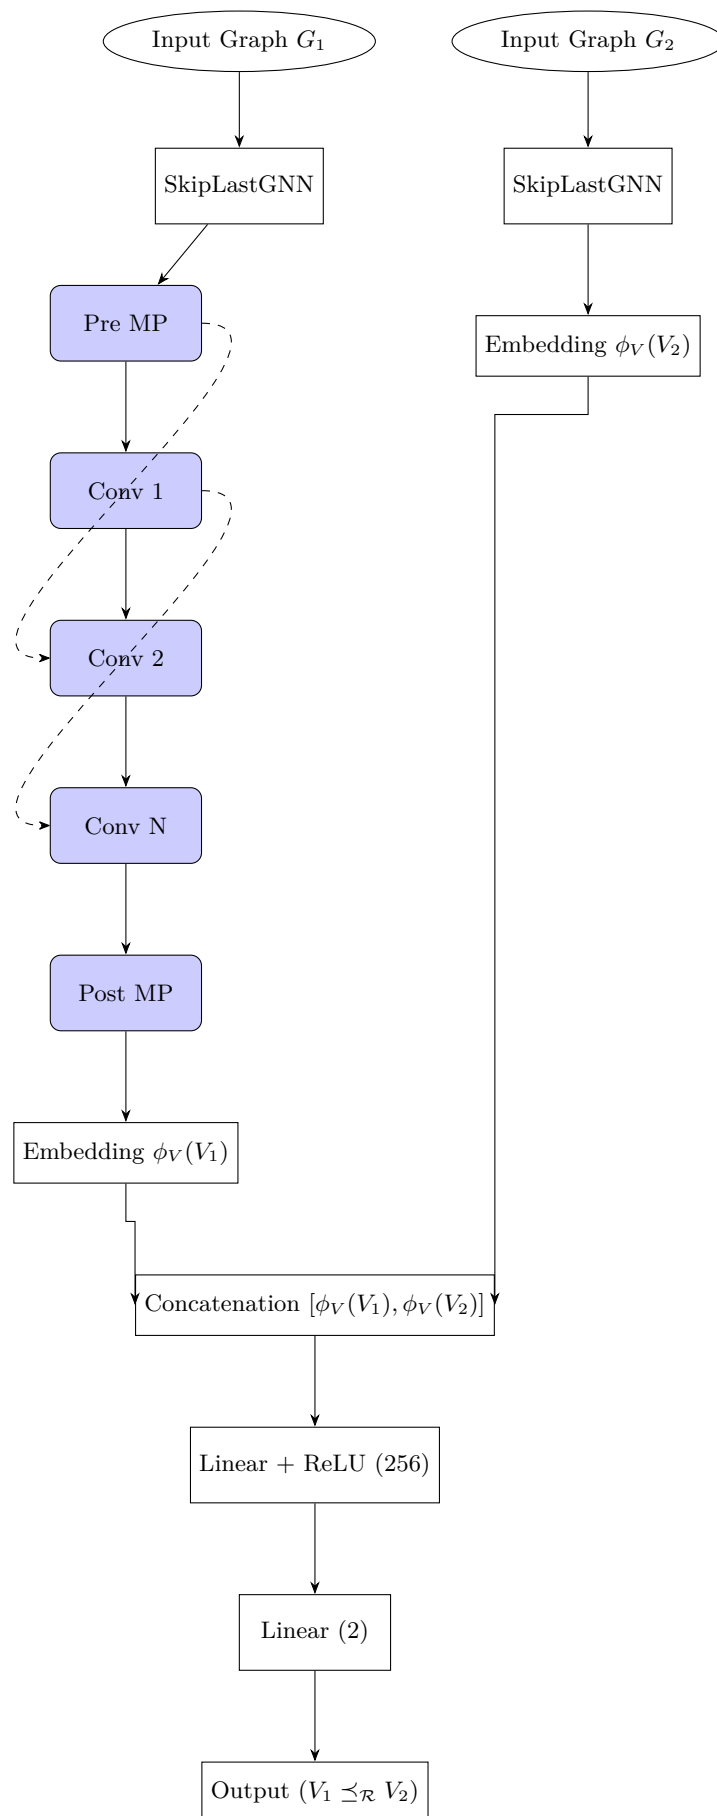 Input Graph G₁
Input Graph G₂
SkipLastGNN
SkipLastGNN
Pre MP
Embedding ϕ_V(V₂)
Conv 1
Conv 2
Conv N
Post MP
Embedding ϕ_V(V₁)
Concatenation [ϕ_V(V₁), ϕ_V(V₂)]
Linear + ReLU (256)
Linear (2)
Output (V₁ ⪯_ℛ V₂)